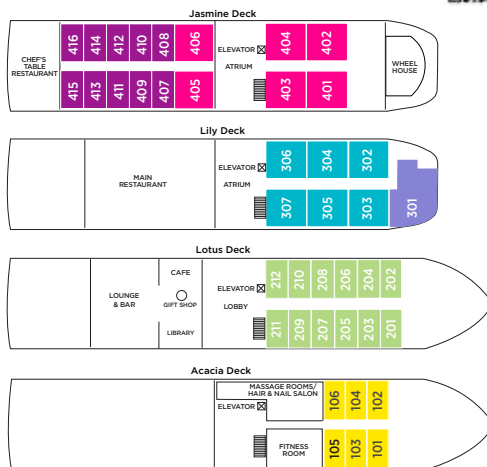 Jasmine Deck
416 414 412 410 408 406
404 402
CHEF'S
TABLE
RESTAURANT
ELEVATOR
ATRIUM
WHEEL
HOUSE
415 413 411 409 407 405
403 401
Lily Deck
306 304 302
ELEVATOR
MAIN
RESTAURANT
ATRIUM
307 305 303 301
Lotus Deck
CAFE
212 210 208 206 204 202
ELEVATOR
LOUNGE
& BAR
GIFT SHOP
LOBBY
LIBRARY
211 209 207 205 203 201
Acacia Deck
MASSAGE ROOMS/
HAIR & NAIL SALON
106 104 102
ELEVATOR
FITNESS
ROOM
105 103 101